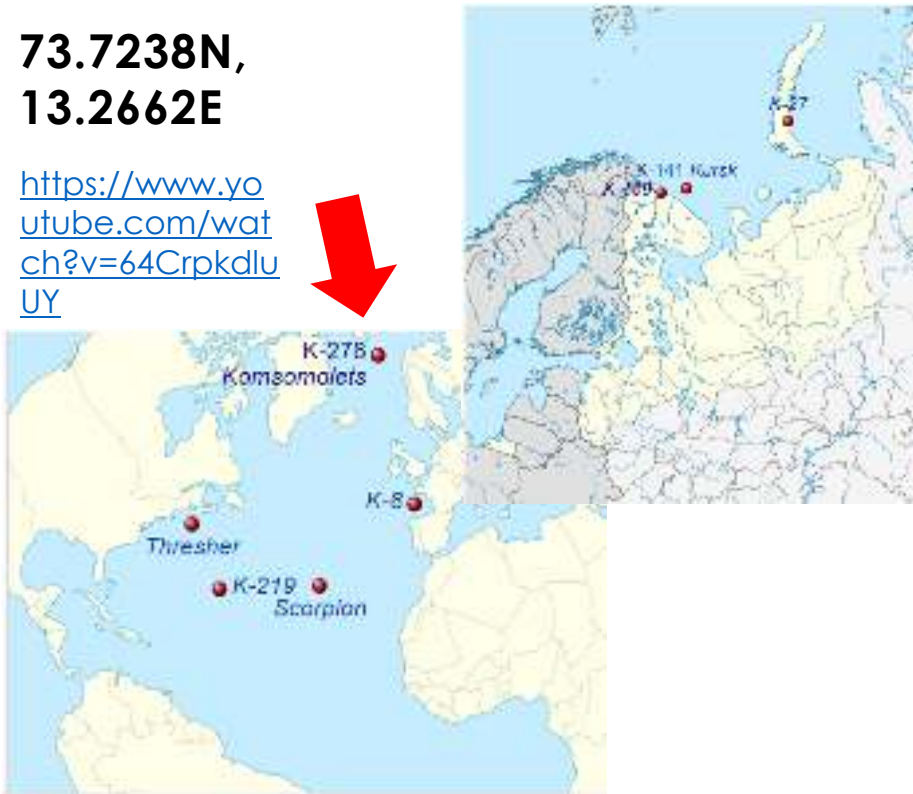 73.7238N,
13.2662E
https://www.yo
utube.com/wat
ch?v=64Crpkdlu
UY
K-27
K-141 Kursk
K-159
K-278
Komsomolets
K-8
Thresher
K-219
Scorpion